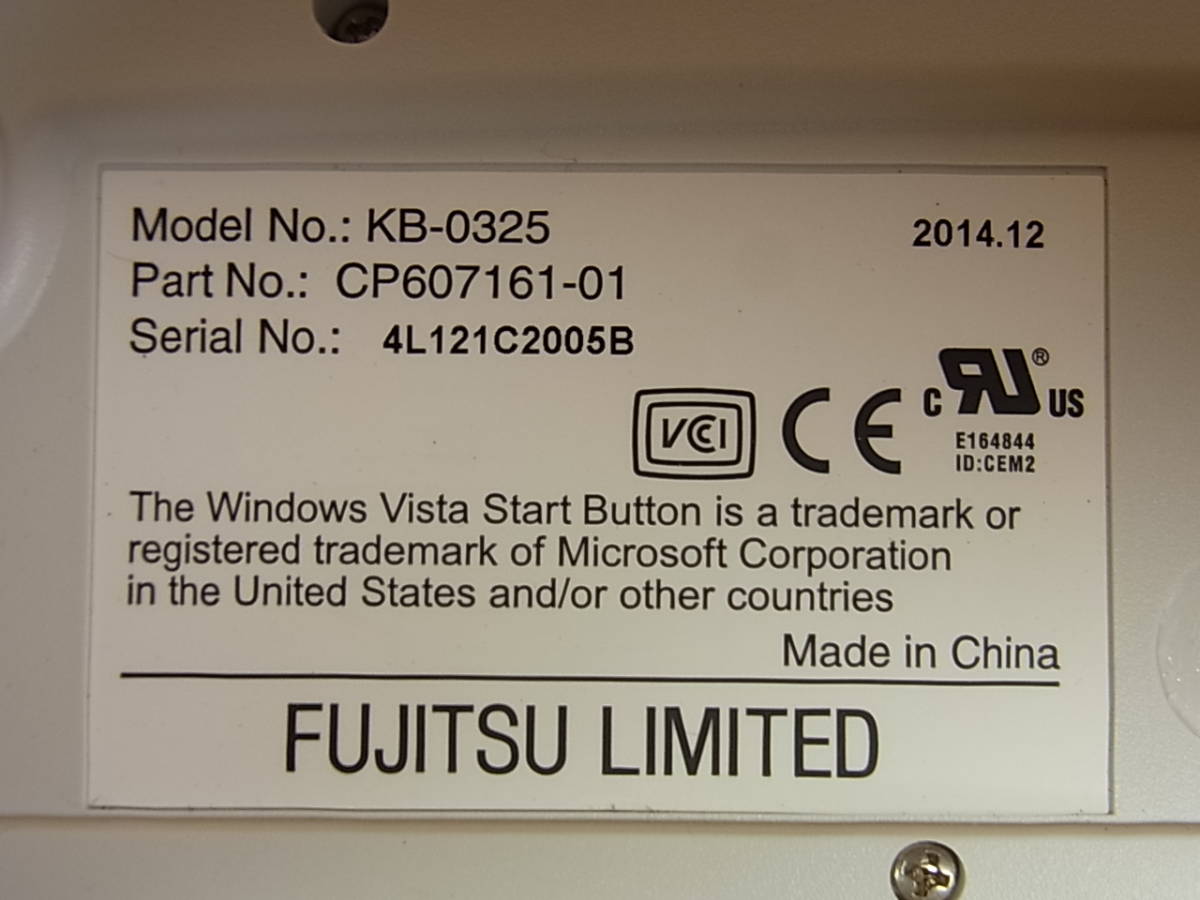 Model No.: KB-0325
2014.12
Part No.: CP607161-01
Serial No.: 4L121C2005B
VCCI
CE
c RU ® US
E164844
ID:CEM2
The Windows Vista Start Button is a trademark or
registered trademark of Microsoft Corporation
in the United States and/or other countries
Made in China
FUJITSU LIMITED